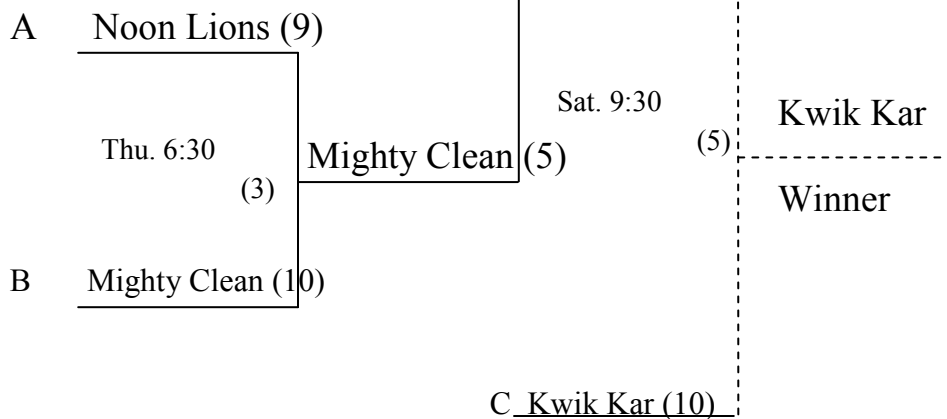 A Noon Lions (9)
Sat. 9:30
Kwik Kar
Thu. 6:30
(5)
Mighty Clean (5)
(3)
Winner
B Mighty Clean (10)
C Kwik Kar (10)